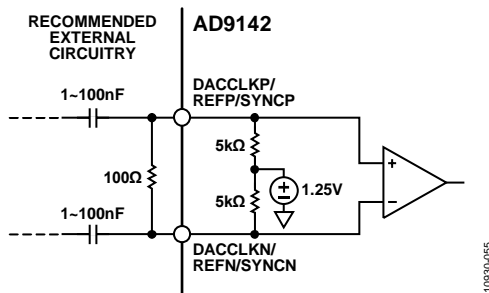 RECOMMENDED
EXTERNAL
CIRCUITRY
AD9142
1~100nF
DACCLKP/
REFP/SYNCP
5kΩ
100Ω
1.25V
5kΩ
1~100nF
DACCLKN/
REFN/SYNCN
10930-055